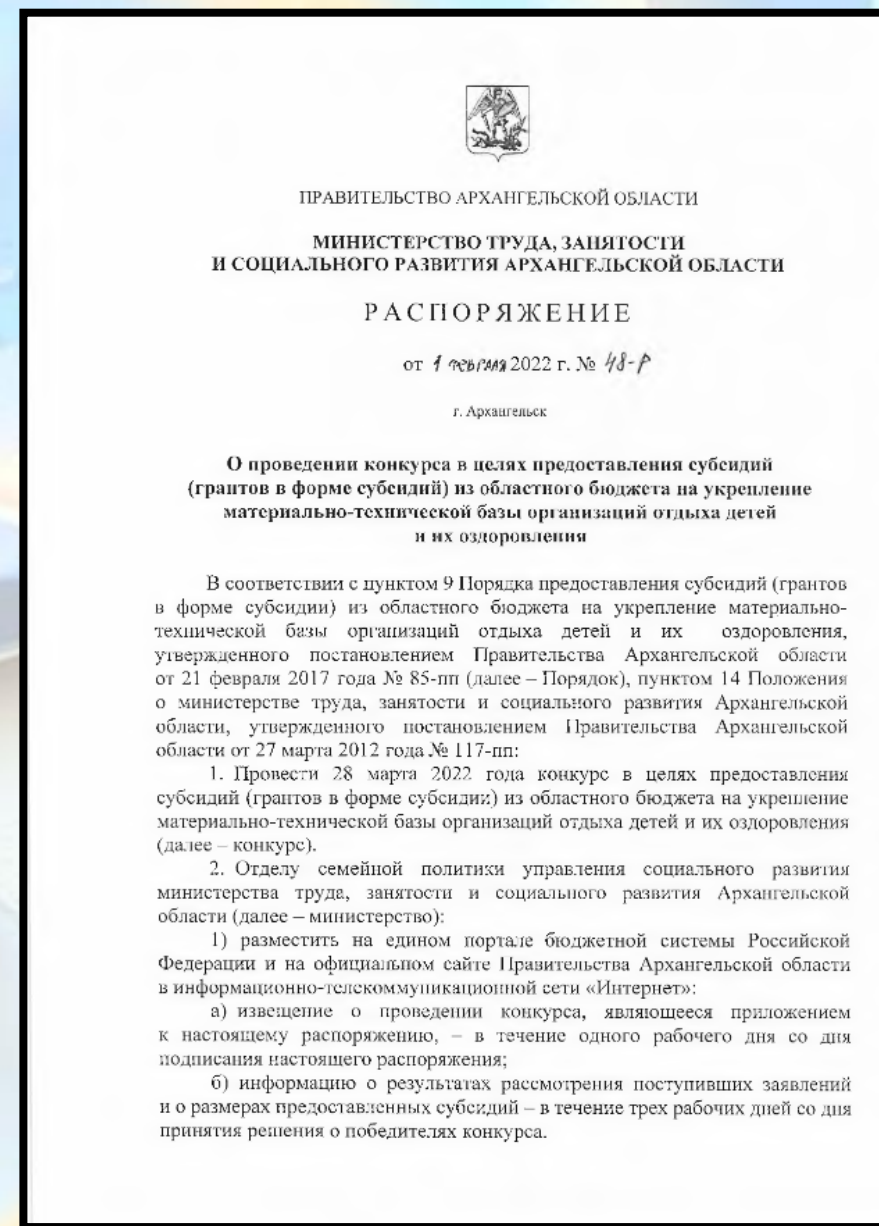 ПРАВИТЕЛЬСТВО АРХАНГЕЛЬСКОЙ ОБЛАСТИ
МИНИСТЕРСТВО ТРУДА, ЗАНЯТОСТИ
И СОЦИАЛЬНОГО РАЗВИТИЯ АРХАНГЕЛЬСКОЙ ОБЛАСТИ
РАСПОРЯЖЕНИЕ
от 1 февраля 2022 г. № 48-р
г. Архангельск
О проведении конкурса в целях предоставления субсидий
(грантов в форме субсидий) из областного бюджета на укрепление
материально-технической базы организаций отдыха детей
и их оздоровления
В соответствии с пунктом 9 Порядка предоставления субсидий (грантов
в форме субсидии) из областного бюджета на укрепление материально-
технической базы организаций отдыха детей и их оздоровления,
утвержденного постановлением Правительства Архангельской области
от 21 февраля 2017 года № 85-пп (далее – Порядок), пунктом 14 Положения
о министерстве труда, занятости и социального развития Архангельской
области, утвержденного постановлением Правительства Архангельской
области от 27 марта 2012 года № 117-пп:
1. Провести 28 марта 2022 года конкурс в целях предоставления
субсидий (грантов в форме субсидии) из областного бюджета на укрепление
материально-технической базы организаций отдыха детей и их оздоровления
(далее – конкурс).
2. Отделу семейной политики управления социального развития
министерства труда, занятости и социального развития Архангельской
области (далее – министерство):
1) разместить на едином портале бюджетной системы Российской
Федерации и на официальном сайте Правительства Архангельской области
в информационно-телекоммуникационной сети «Интернет»:
а) извещение о проведении конкурса, являющееся приложением
к настоящему распоряжению, – в течение одного рабочего дня со дня
подписания настоящего распоряжения;
б) информацию о результатах рассмотрения поступивших заявлений
и о размерах предоставленных субсидий – в течение трех рабочих дней со дня
принятия решения о победителях конкурса.